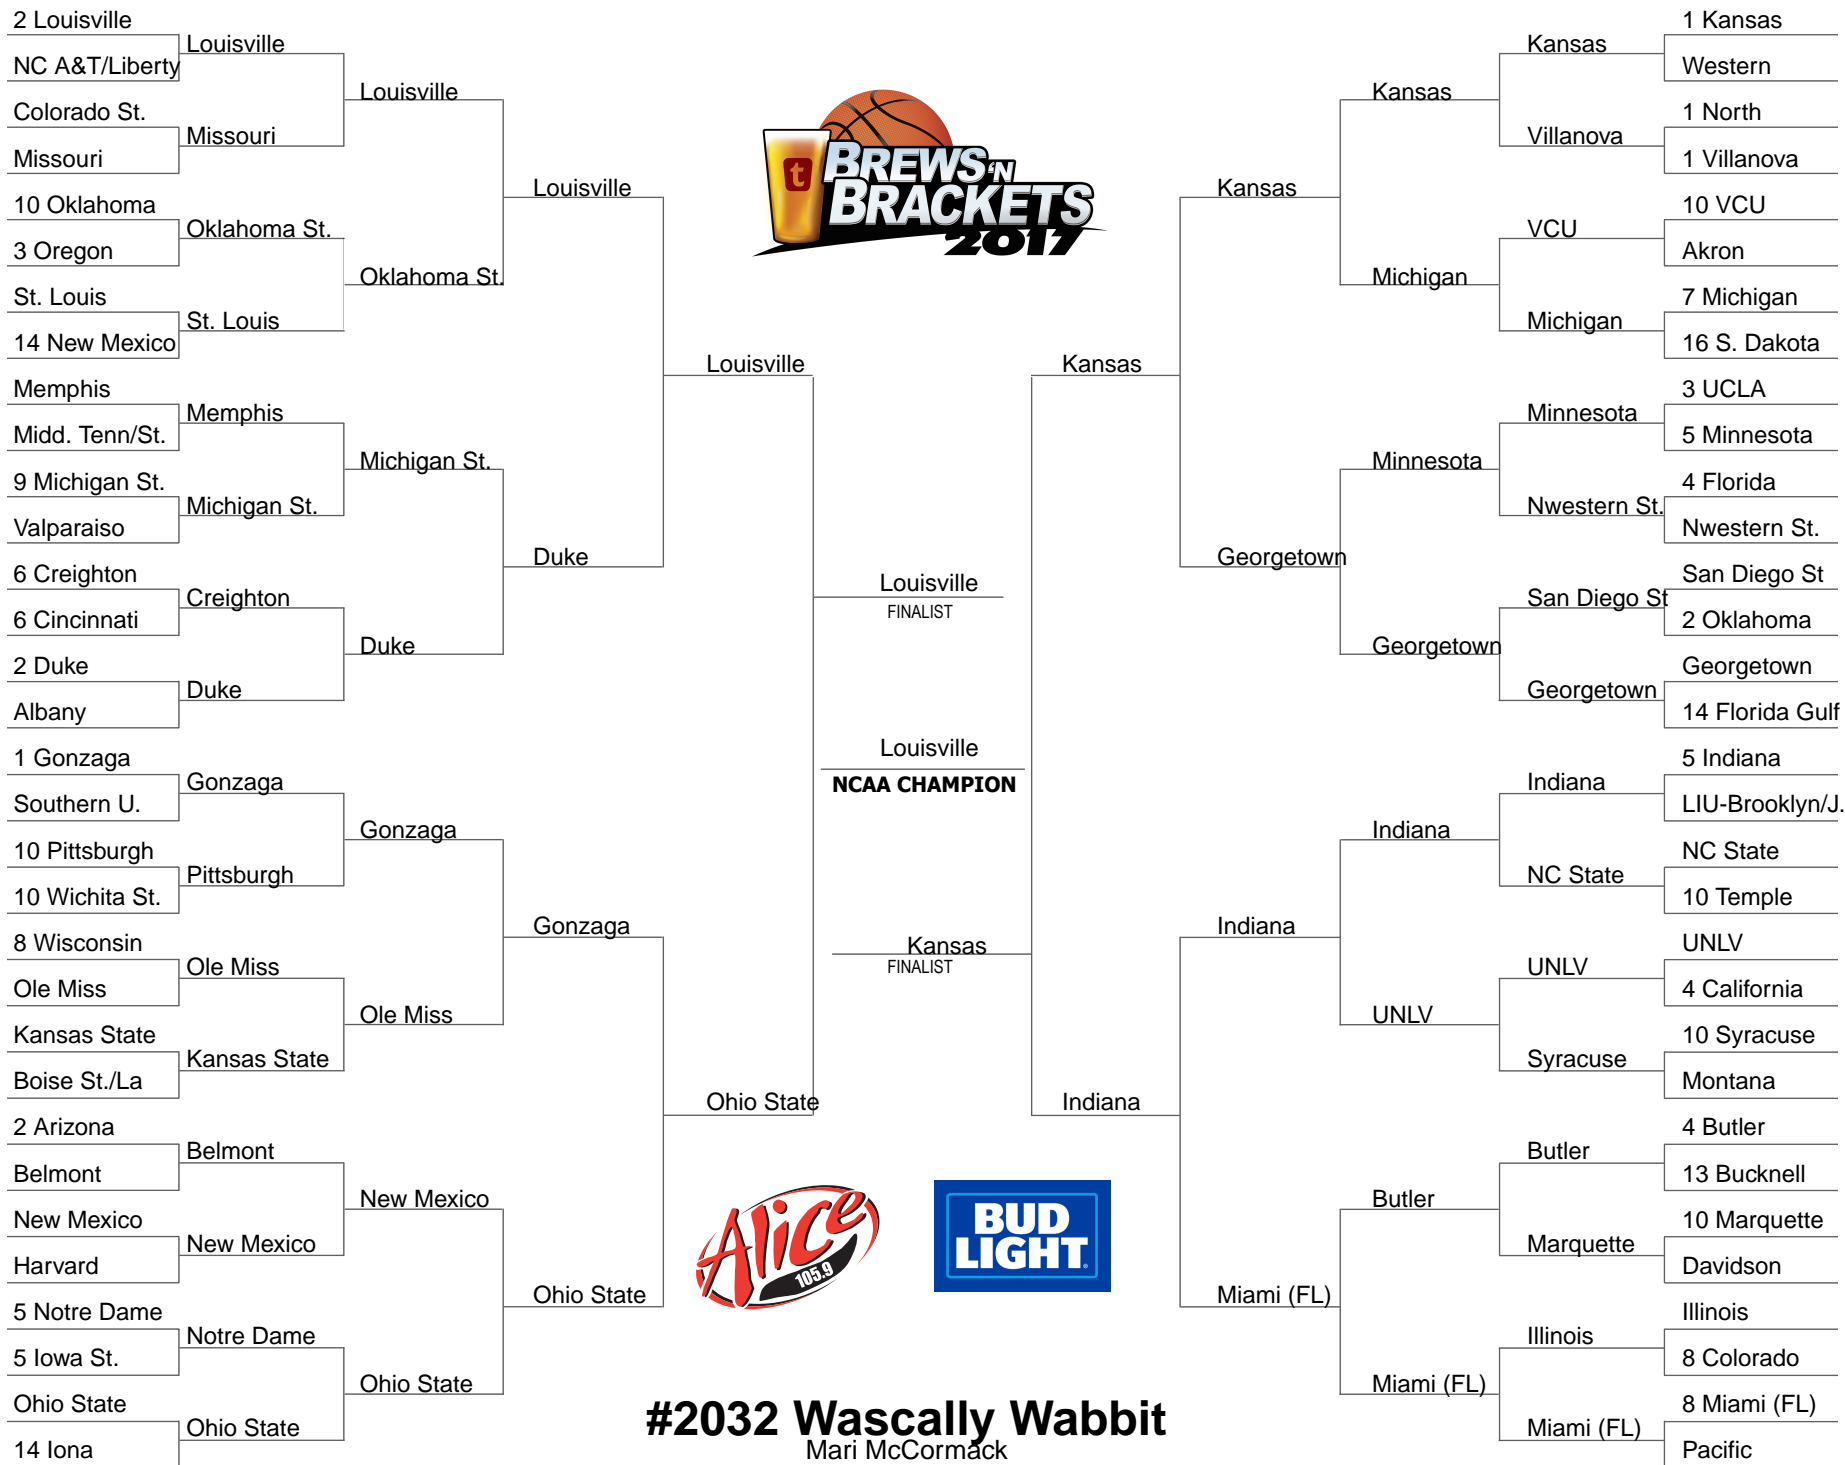 2 Louisville
NC A&T/Liberty
Colorado St.
Missouri
10 Oklahoma
3 Oregon
St. Louis
14 New Mexico
Memphis
Midd. Tenn/St.
9 Michigan St.
Valparaiso
6 Creighton
6 Cincinnati
2 Duke
Albany
1 Gonzaga
Southern U.
10 Pittsburgh
10 Wichita St.
8 Wisconsin
Ole Miss
Kansas State
Boise St./La
2 Arizona
Belmont
New Mexico
Harvard
5 Notre Dame
5 Iowa St.
Ohio State
14 Iona
Louisville
Missouri
Oklahoma St.
St. Louis
Memphis
Michigan St.
Creighton
Duke
Gonzaga
Pittsburgh
Ole Miss
Kansas State
Belmont
New Mexico
Notre Dame
Ohio State
Louisville
Oklahoma St.
Michigan St.
Duke
Gonzaga
Ole Miss
New Mexico
Ohio State
Louisville
Duke
Gonzaga
Ohio State
Louisville
Ohio State
t
BREWS 'N
BRACKETS
2017
Louisville
FINALIST
Louisville
NCAA CHAMPION
Kansas
FINALIST
Alice
105.9
BUD
LIGHT
#2032 Wascally Wabbit
Mari McCormack
Kansas
Indiana
Kansas
Georgetown
Indiana
Miami (FL)
Kansas
Michigan
Minnesota
Georgetown
Indiana
UNLV
Butler
Miami (FL)
Kansas
Villanova
VCU
Michigan
Minnesota
Nwestern St.
San Diego St
Georgetown
Indiana
NC State
UNLV
Syracuse
Butler
Marquette
Illinois
Miami (FL)
1 Kansas
Western
1 North
1 Villanova
10 VCU
Akron
7 Michigan
16 S. Dakota
3 UCLA
5 Minnesota
4 Florida
Nwestern St.
San Diego St
2 Oklahoma
Georgetown
14 Florida Gulf
5 Indiana
LIU-Brooklyn/J.
NC State
10 Temple
UNLV
4 California
10 Syracuse
Montana
4 Butler
13 Bucknell
10 Marquette
Davidson
Illinois
8 Colorado
8 Miami (FL)
Pacific